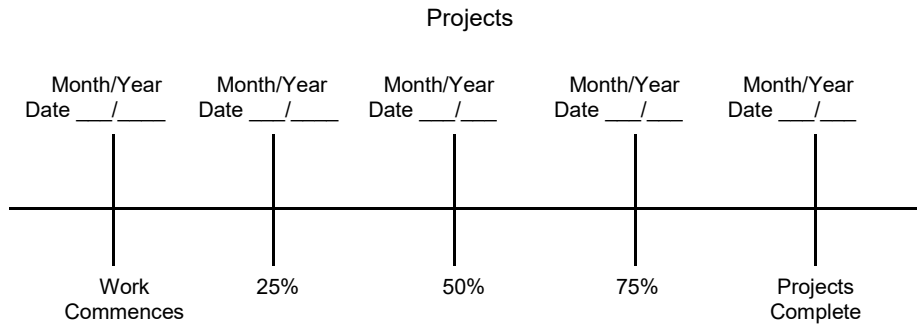 Projects
Month/Year Month/Year Month/Year Month/Year Month/Year
Date ___/____ Date ___/____ Date ___/___ Date ___/___ Date ___/___
Work 25% 50% 75% Projects
Commences Complete